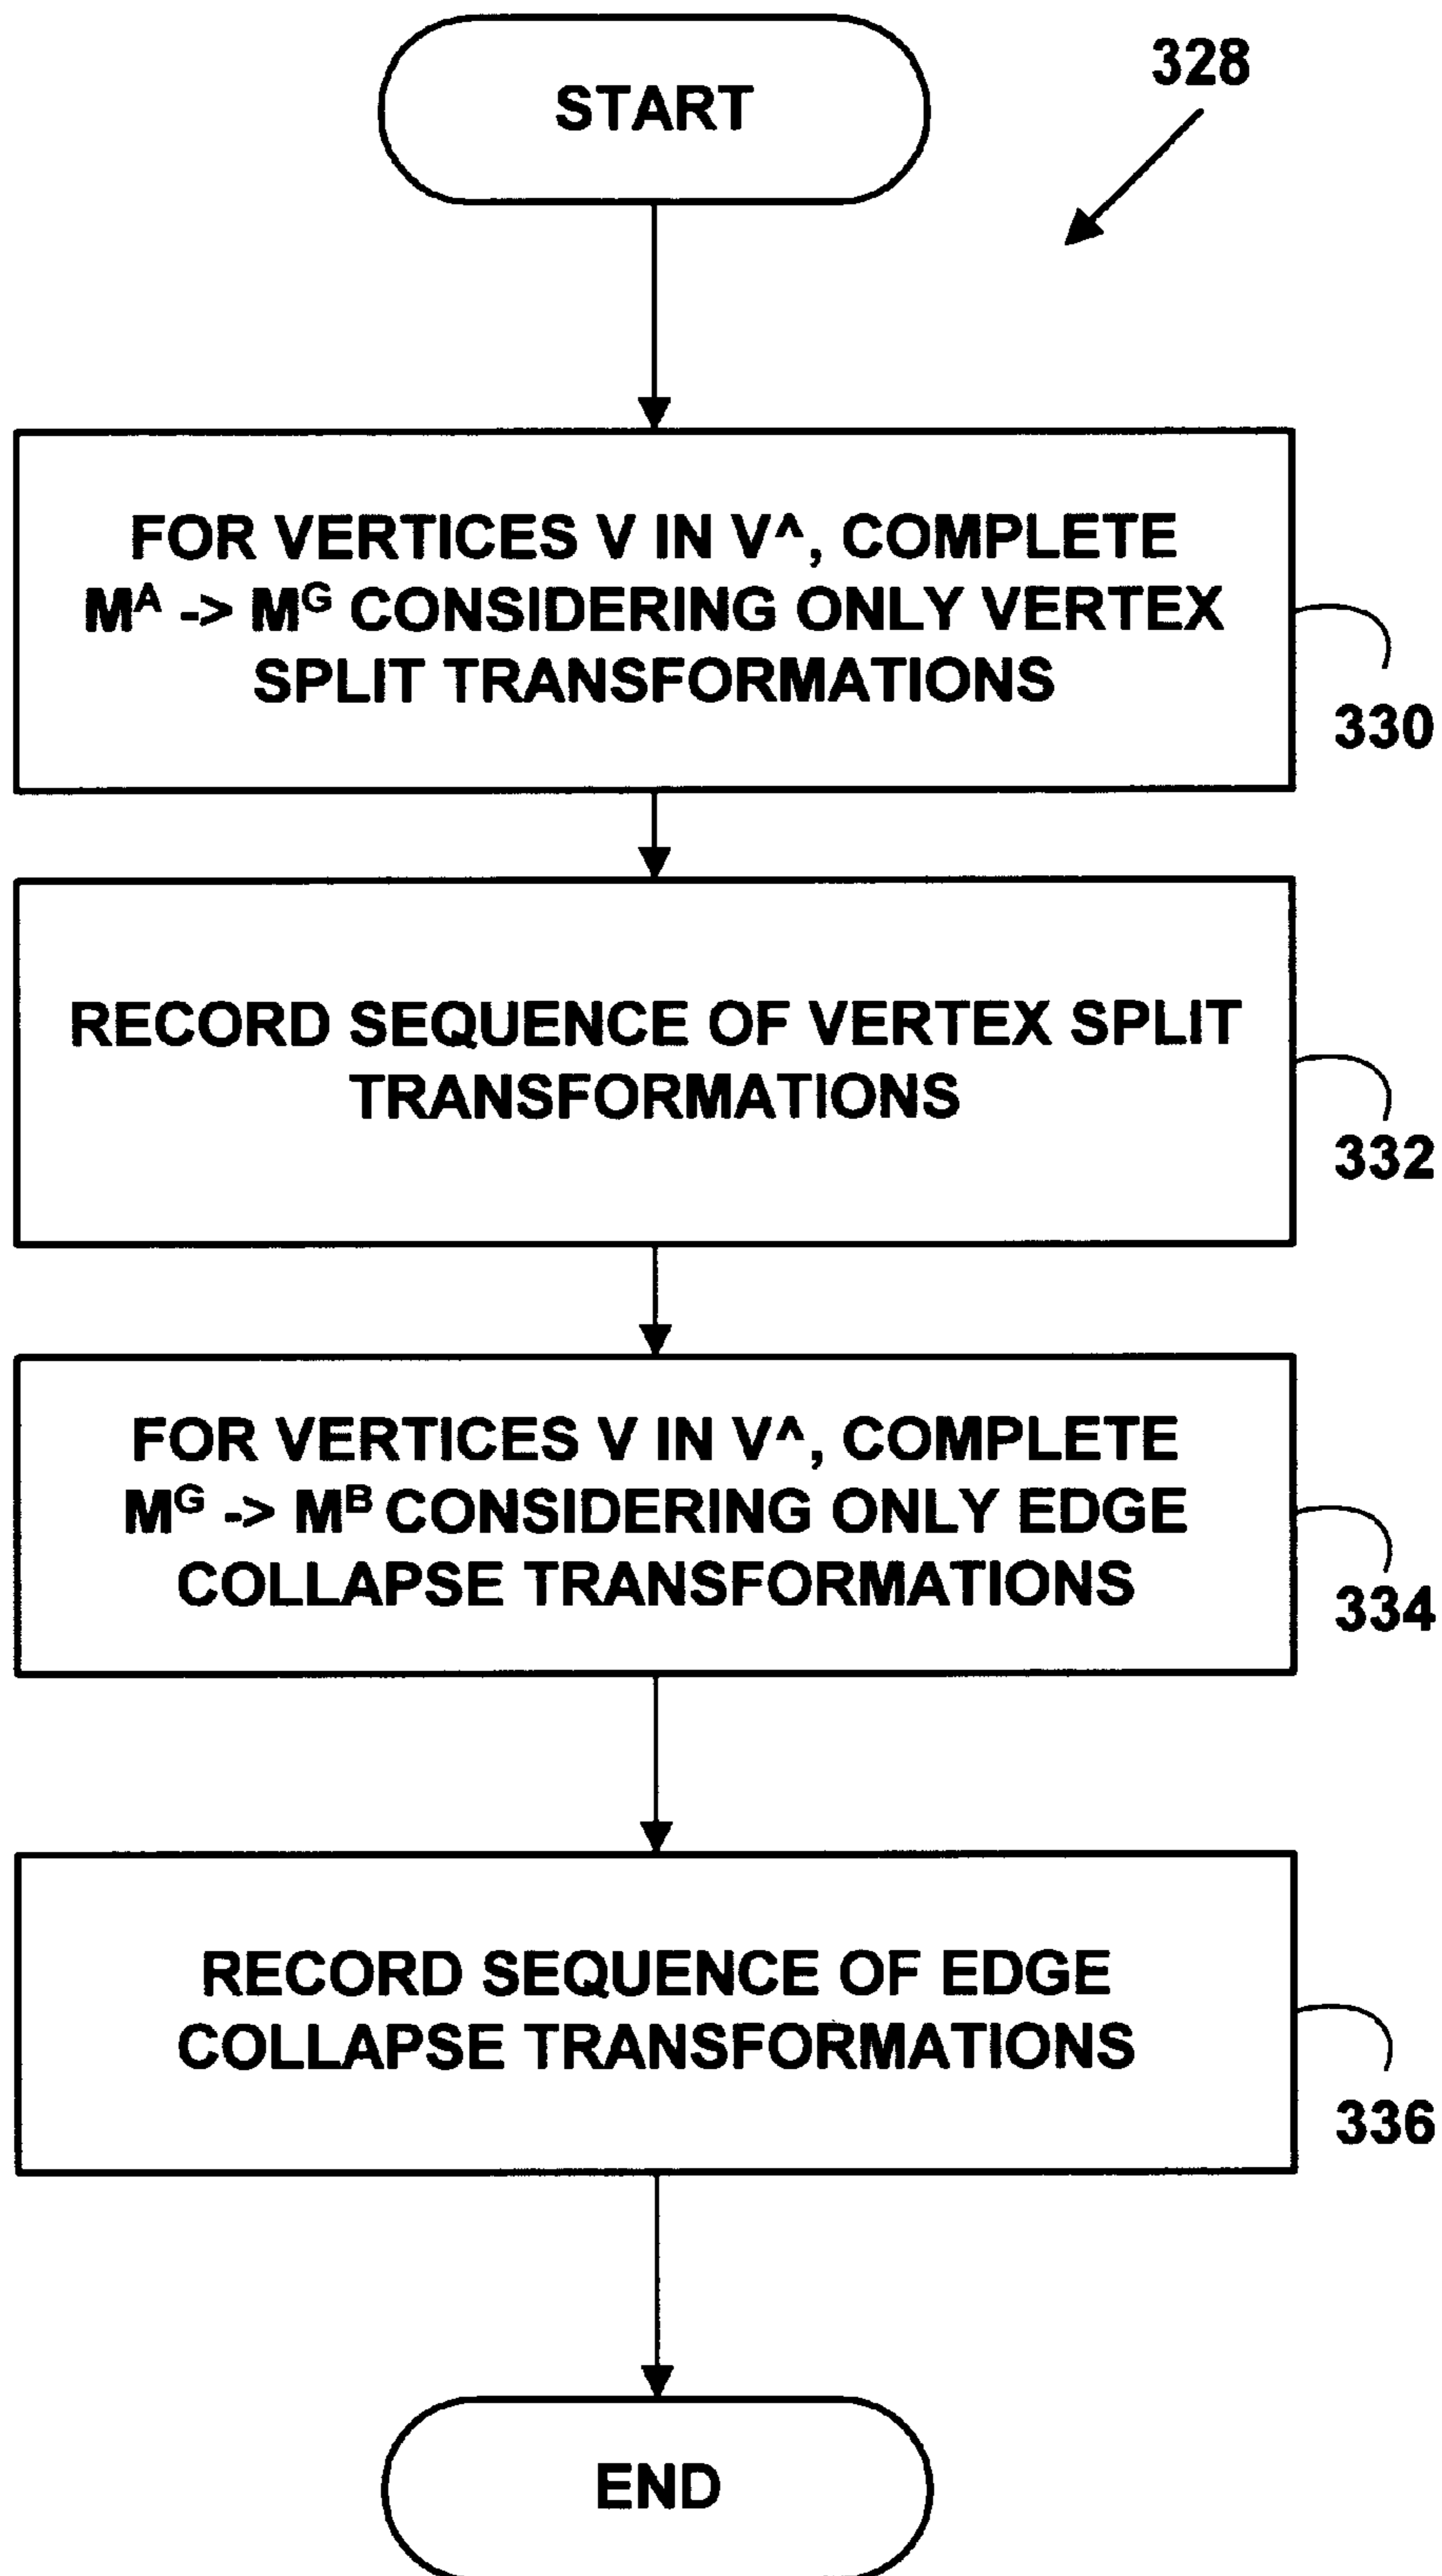 START
328
FOR VERTICES V IN V^, COMPLETE
Mᴬ -> Mᴳ CONSIDERING ONLY VERTEX
SPLIT TRANSFORMATIONS
330
RECORD SEQUENCE OF VERTEX SPLIT
TRANSFORMATIONS
332
FOR VERTICES V IN V^, COMPLETE
Mᴳ -> Mᴮ CONSIDERING ONLY EDGE
COLLAPSE TRANSFORMATIONS
334
RECORD SEQUENCE OF EDGE
COLLAPSE TRANSFORMATIONS
336
END